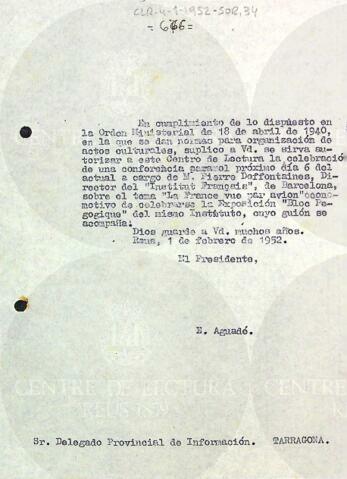 CLR-4-1-1952-SOR,34
- 666=
En cumplimiento de lo dispuesto en
la Orden Ministerial de 18 de abril de 1940,
en la que se dan normas para organización de
actos culturales, suplico a Vd. se sirva au-
torizar a este Centro de Lectura la celebració
de una conferencia para el próximo día 6 del
actual a cargo de M. Pierre Deffontaines, Di-
rector del "Institut Français", de Barcelona,
sobre el tema "La France vue par avion" con
motivo de celebrarse la Exposición "Bloc Pe-
gogique" del mismo Instituto, cuyo guión se
acompaña.
Dios guarde a Vd. muchos años.
Reus, 1 de febrero de 1952.
El Presidente,
E. Aguadé.
CENTRE DE LECTURA
REUS 1859
Sr. Delegado Provincial de Información. TARRAGONA.